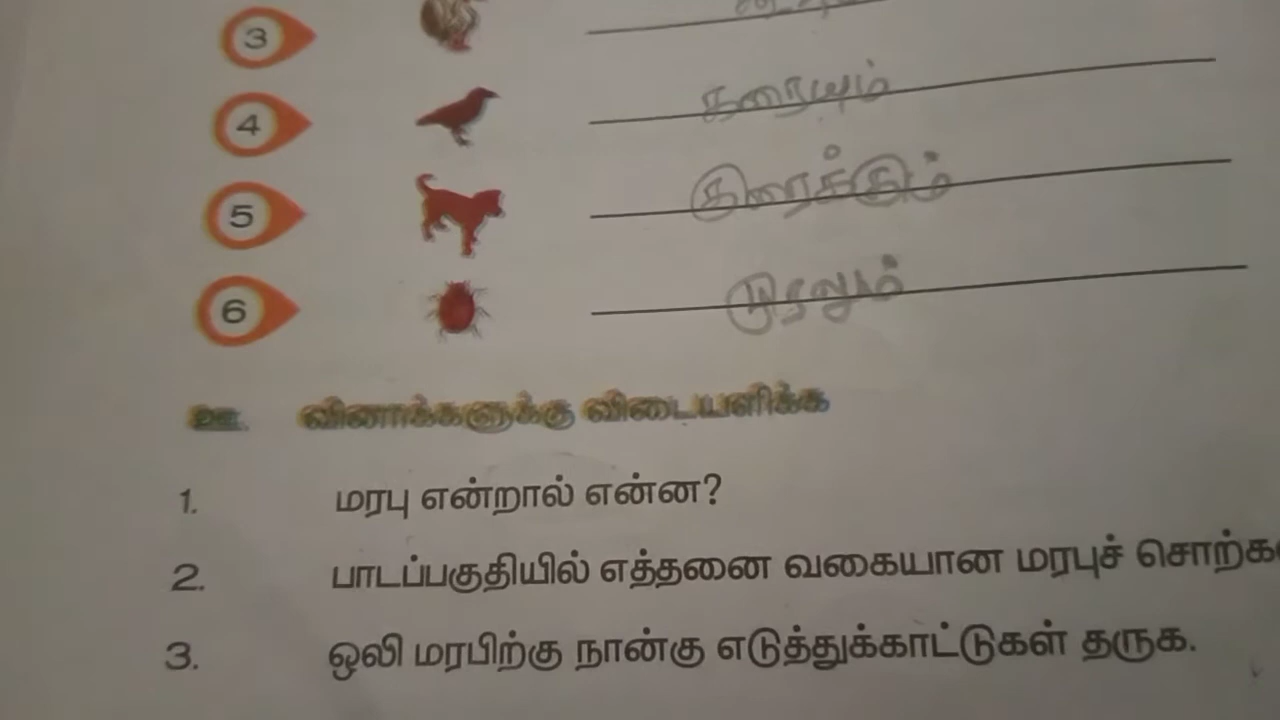 3
4 கரையும்
5 குரைக்கும்
6 முரலும்
ஊ. வினாக்களுக்கு விடையளிக்க
1. மரபு என்றால் என்ன?
2. பாடப்பகுதியில் எத்தனை வகையான மரபுச்
3. ஒலி மரபிற்கு நான்கு எடுத்துக்காட்டுகள் தருக.